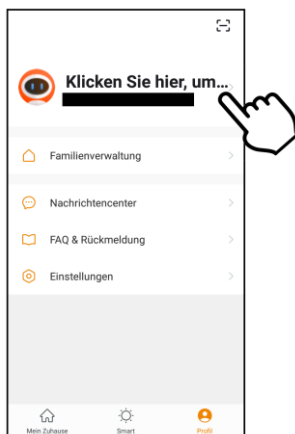 Klicken Sie hier, um...
Familienverwaltung
Nachrichtencenter
FAQ & Rückmeldung
Einstellungen
Mein Zuhause Smart Profil